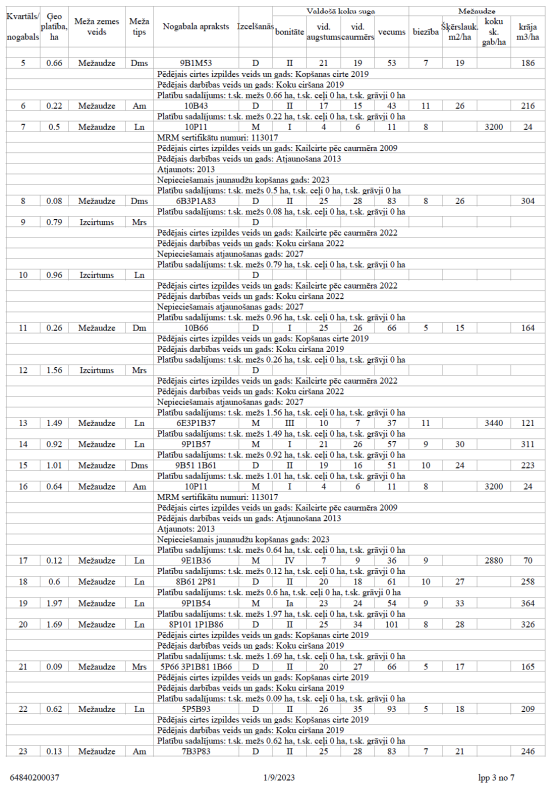 Kvartāls/ nogabals Ģeo platība, ha Meža zemes veids Meža tips Nogabala apraksts Izcelšanās Valdošā koku suga bonitāte vid. augstums vid. caurmērs vecums Mežaudze biezība Šķērslauk. m2/ha koku sk. gab/ha krāja m3/ha
5 0.66 Mežaudze Dms 9B1M53 D II 21 19 53 7 19 186
Pēdējais cirtes izpildes veids un gads: Kopšanas cirte 2019
Pēdējais darbības veids un gads: Koku ciršana 2019
Platību sadalījums: t.sk. mežs 0.66 ha, t.sk. ceļi 0 ha, t.sk. grāvji 0 ha
6 0.22 Mežaudze Am 10B43 D II 17 15 43 11 26 216
Platību sadalījums: t.sk. mežs 0.22 ha, t.sk. ceļi 0 ha, t.sk. grāvji 0 ha
7 0.5 Mežaudze Ln 10P11 M I 4 6 11 8 3200 24
MRM sertifikātu numuri: 113017
Pēdējais cirtes izpildes veids un gads: Kailcirte pēc caurmēra 2009
Pēdējais darbības veids un gads: Atjaunošana 2013
Atjaunots: 2013
Nepieciešamais jaunaudžu kopšanas gads: 2023
Platību sadalījums: t.sk. mežs 0.5 ha, t.sk. ceļi 0 ha, t.sk. grāvji 0 ha
8 0.08 Mežaudze Dms 6B3P1A83 D II 25 28 83 8 26 304
Platību sadalījums: t.sk. mežs 0.08 ha, t.sk. ceļi 0 ha, t.sk. grāvji 0 ha
9 0.79 Izcirtums Mrs D
Pēdējais cirtes izpildes veids un gads: Kailcirte pēc caurmēra 2022
Pēdējais darbības veids un gads: Koku ciršana 2022
Nepieciešamais atjaunošanas gads: 2027
Platību sadalījums: t.sk. mežs 0.79 ha, t.sk. ceļi 0 ha, t.sk. grāvji 0 ha
10 0.96 Izcirtums Ln D
Pēdējais cirtes izpildes veids un gads: Kailcirte pēc caurmēra 2022
Pēdējais darbības veids un gads: Koku ciršana 2022
Nepieciešamais atjaunošanas gads: 2027
Platību sadalījums: t.sk. mežs 0.96 ha, t.sk. ceļi 0 ha, t.sk. grāvji 0 ha
11 0.26 Mežaudze Dm 10B66 D I 25 26 66 5 15 164
Pēdējais cirtes izpildes veids un gads: Kopšanas cirte 2019
Pēdējais darbības veids un gads: Koku ciršana 2019
Platību sadalījums: t.sk. mežs 0.26 ha, t.sk. ceļi 0 ha, t.sk. grāvji 0 ha
12 1.56 Izcirtums Mrs D
Pēdējais cirtes izpildes veids un gads: Kailcirte pēc caurmēra 2022
Pēdējais darbības veids un gads: Koku ciršana 2022
Nepieciešamais atjaunošanas gads: 2027
Platību sadalījums: t.sk. mežs 1.56 ha, t.sk. ceļi 0 ha, t.sk. grāvji 0 ha
13 1.49 Mežaudze Ln 6E3P1B37 M III 10 7 37 11 3440 121
Platību sadalījums: t.sk. mežs 1.49 ha, t.sk. ceļi 0 ha, t.sk. grāvji 0 ha
14 0.92 Mežaudze Ln 9P1B57 M I 21 26 57 9 30 311
Platību sadalījums: t.sk. mežs 0.92 ha, t.sk. ceļi 0 ha, t.sk. grāvji 0 ha
15 1.01 Mežaudze Dms 9B51 1B61 D II 19 16 51 10 24 223
Platību sadalījums: t.sk. mežs 1.01 ha, t.sk. ceļi 0 ha, t.sk. grāvji 0 ha
16 0.64 Mežaudze Am 10P11 M I 4 6 11 8 3200 24
MRM sertifikātu numuri: 113017
Pēdējais cirtes izpildes veids un gads: Kailcirte pēc caurmēra 2009
Pēdējais darbības veids un gads: Atjaunošana 2013
Atjaunots: 2013
Nepieciešamais jaunaudžu kopšanas gads: 2023
Platību sadalījums: t.sk. mežs 0.64 ha, t.sk. ceļi 0 ha, t.sk. grāvji 0 ha
17 0.12 Mežaudze Ln 9E1B36 M IV 7 9 36 9 2880 70
Platību sadalījums: t.sk. mežs 0.12 ha, t.sk. ceļi 0 ha, t.sk. grāvji 0 ha
18 0.6 Mežaudze Ln 8B61 2P81 D II 20 18 61 10 27 258
Platību sadalījums: t.sk. mežs 0.6 ha, t.sk. ceļi 0 ha, t.sk. grāvji 0 ha
19 1.97 Mežaudze Ln 9P1B54 M Ia 23 24 54 9 33 364
Platību sadalījums: t.sk. mežs 1.97 ha, t.sk. ceļi 0 ha, t.sk. grāvji 0 ha
20 1.69 Mežaudze Ln 8P101 1P1B86 D II 25 34 101 8 28 326
Pēdējais cirtes izpildes veids un gads: Kopšanas cirte 2019
Pēdējais darbības veids un gads: Koku ciršana 2019
Platību sadalījums: t.sk. mežs 1.69 ha, t.sk. ceļi 0 ha, t.sk. grāvji 0 ha
21 0.09 Mežaudze Mrs 5P66 3P1B81 1B66 D II 20 27 66 5 17 165
Pēdējais cirtes izpildes veids un gads: Kopšanas cirte 2019
Pēdējais darbības veids un gads: Koku ciršana 2019
Platību sadalījums: t.sk. mežs 0.09 ha, t.sk. ceļi 0 ha, t.sk. grāvji 0 ha
22 0.62 Mežaudze Ln 5P5B93 D II 26 35 93 5 18 209
Pēdējais cirtes izpildes veids un gads: Kopšanas cirte 2019
Pēdējais darbības veids un gads: Koku ciršana 2019
Platību sadalījums: t.sk. mežs 0.62 ha, t.sk. ceļi 0 ha, t.sk. grāvji 0 ha
23 0.13 Mežaudze Am 7B3P83 D II 25 28 83 7 21 246
64840200037 1/9/2023 lpp 3 no 7